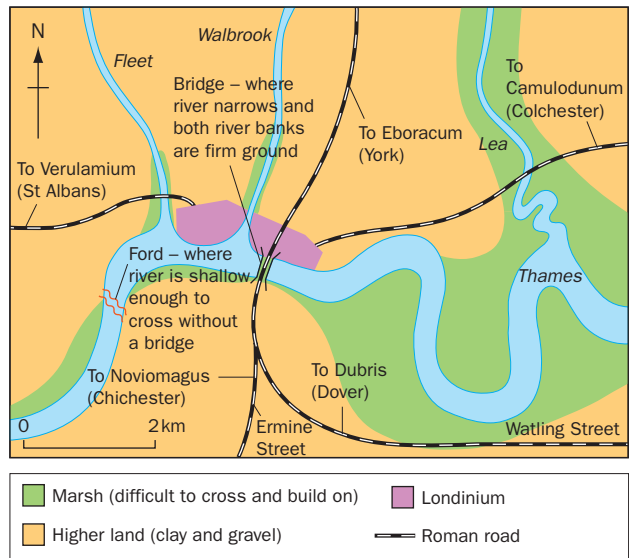 N
Fleet
Walbrook
Bridge – where
river narrows and
both river banks
are firm ground
To
Camulodunum
(Colchester)
To Eboracum
(York)
Lea
To Verulamium
(St Albans)
Ford – where
river is shallow
enough to
cross without
a bridge
Thames
To Noviomagus
(Chichester)
To Dubris
(Dover)
0
2 km
Ermine
Street
Watling Street
Marsh (difficult to cross and build on)
Londinium
Higher land (clay and gravel)
Roman road